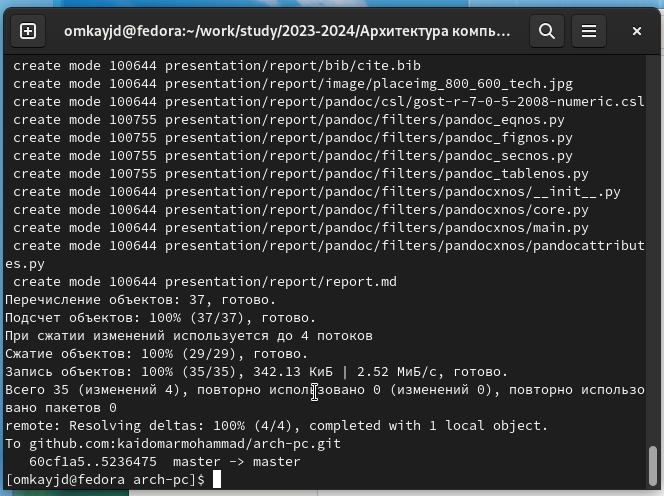 omkayjd@fedora:~/work/study/2023-2024/Архитектура компь…
create mode 100644 presentation/report/bib/cite.bib
create mode 100644 presentation/report/image/placeimg_800_600_tech.jpg
create mode 100644 presentation/report/pandoc/csl/gost-r-7-0-5-2008-numeric.csl
create mode 100755 presentation/report/pandoc/filters/pandoc_eqnos.py
create mode 100755 presentation/report/pandoc/filters/pandoc_fignos.py
create mode 100755 presentation/report/pandoc/filters/pandoc_secnos.py
create mode 100755 presentation/report/pandoc/filters/pandoc_tablenos.py
create mode 100644 presentation/report/pandoc/filters/pandocxnos/__init__.py
create mode 100644 presentation/report/pandoc/filters/pandocxnos/core.py
create mode 100644 presentation/report/pandoc/filters/pandocxnos/main.py
create mode 100644 presentation/report/pandoc/filters/pandocxnos/pandocattribut
es.py
create mode 100644 presentation/report/report.md
Перечисление объектов: 37, готово.
Подсчет объектов: 100% (37/37), готово.
При сжатии изменений используется до 4 потоков
Сжатие объектов: 100% (29/29), готово.
Запись объектов: 100% (35/35), 342.13 КиБ | 2.52 МиБ/с, готово.
Всего 35 (изменений 4), повторно использовано 0 (изменений 0), повторно использо
вано пакетов 0
remote: Resolving deltas: 100% (4/4), completed with 1 local object.
To github.com:kaidomarmohammad/arch-pc.git
60cf1a5..5236475 master -> master
[omkayjd@fedora arch-pc]$